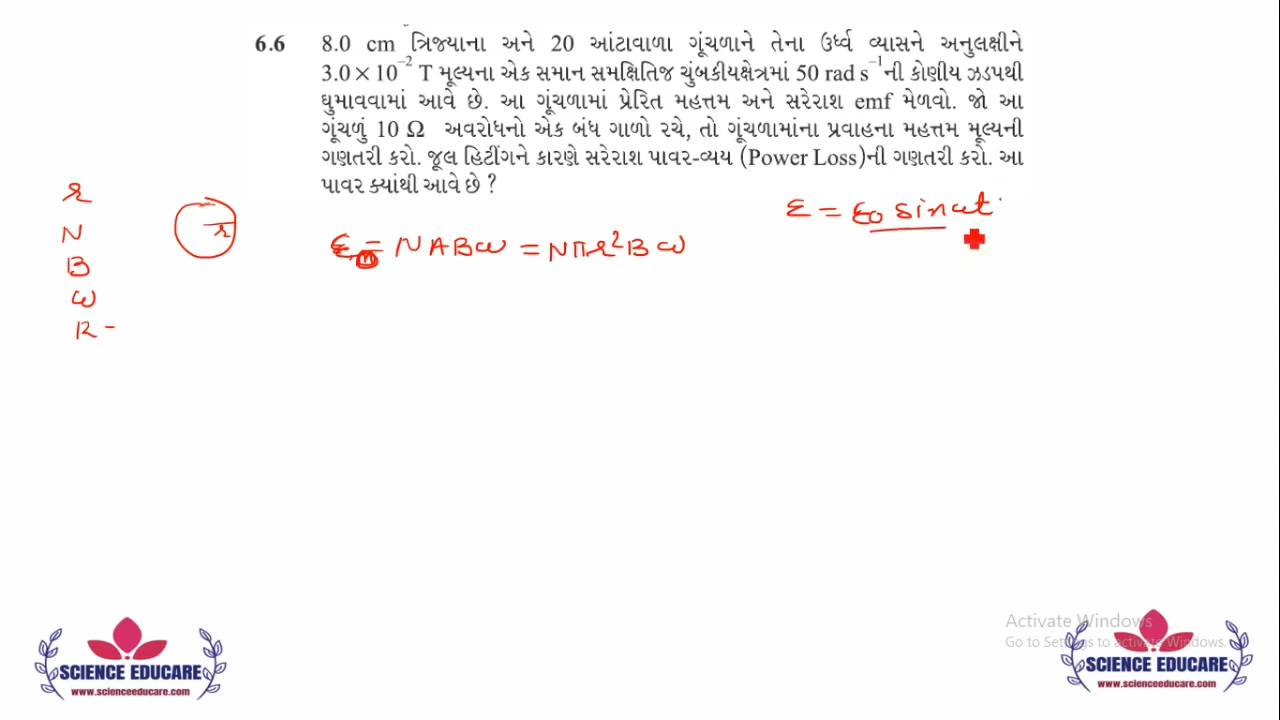 6.6 8.0 cm ત્રિજ્યાના અને 20 આંટાવાળા ગૂંચળાને તેના ઉર્ધ્વ વ્યાસને અનુલક્ષીને
3.0 × 10⁻² T મૂલ્યના એક સમાન સમક્ષિતિજ ચુંબકીયક્ષેત્રમાં 50 rad s⁻¹ ની કોણીય ઝડપથી
ઘુમાવવામાં આવે છે. આ ગૂંચળામાં પ્રેરિત મહત્તમ અને સરેરાશ emf મેળવો. જો આ
ગૂંચળું 10 Ω અવરોધનો એક બંધ ગાળો રચે, તો ગૂંચળામાંના પ્રવાહના મહત્તમ મૂલ્યની
ગણતરી કરો. જૂલ હિટીંગને કારણે સરેરાશ પાવર-વ્યય (Power Loss)ની ગણતરી કરો. આ
પાવર ક્યાંથી આવે છે ?
r
N
B
ω
R -
r
ε = ε₀ sin ωt
εm = NABω = Nπr²Bω
Activate Windows
Go to Settings to activate Windows.
SCIENCE EDUCARE
www.scienceeducare.com
SCIENCE EDUCARE
www.scienceeducare.com